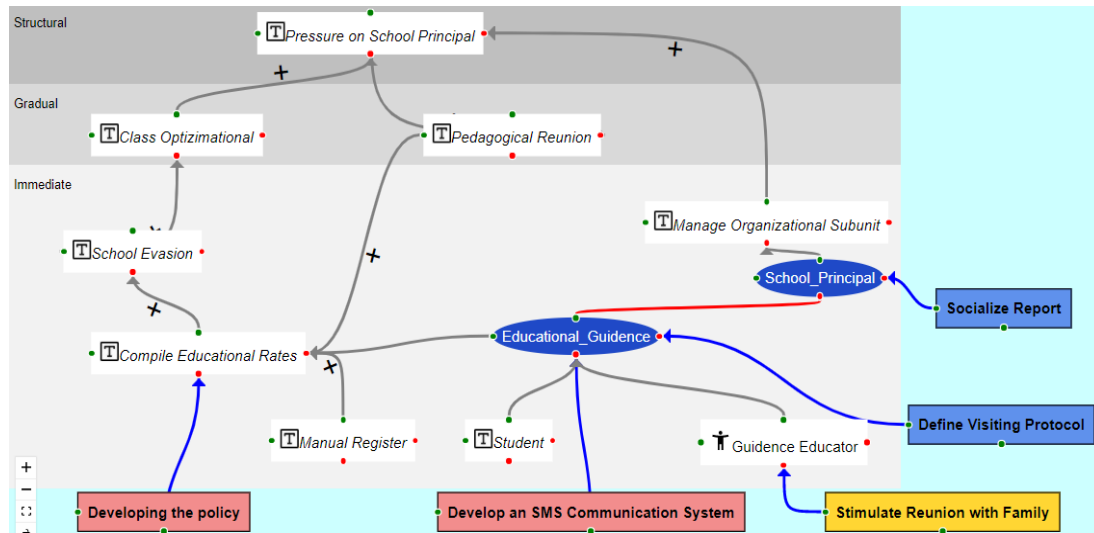 Structural
Pressure on School Principal
Gradual
Class Optizimational
Pedagogical Reunion
Immediate
Manage Organizational Subunit
School Evasion
School_Principal
Socialize Report
Educational_Guidence
Compile Educational Rates
Define Visiting Protocol
Manual Register
Student
Guidence Educator
Developing the policy
Develop an SMS Communication System
Stimulate Reunion with Family